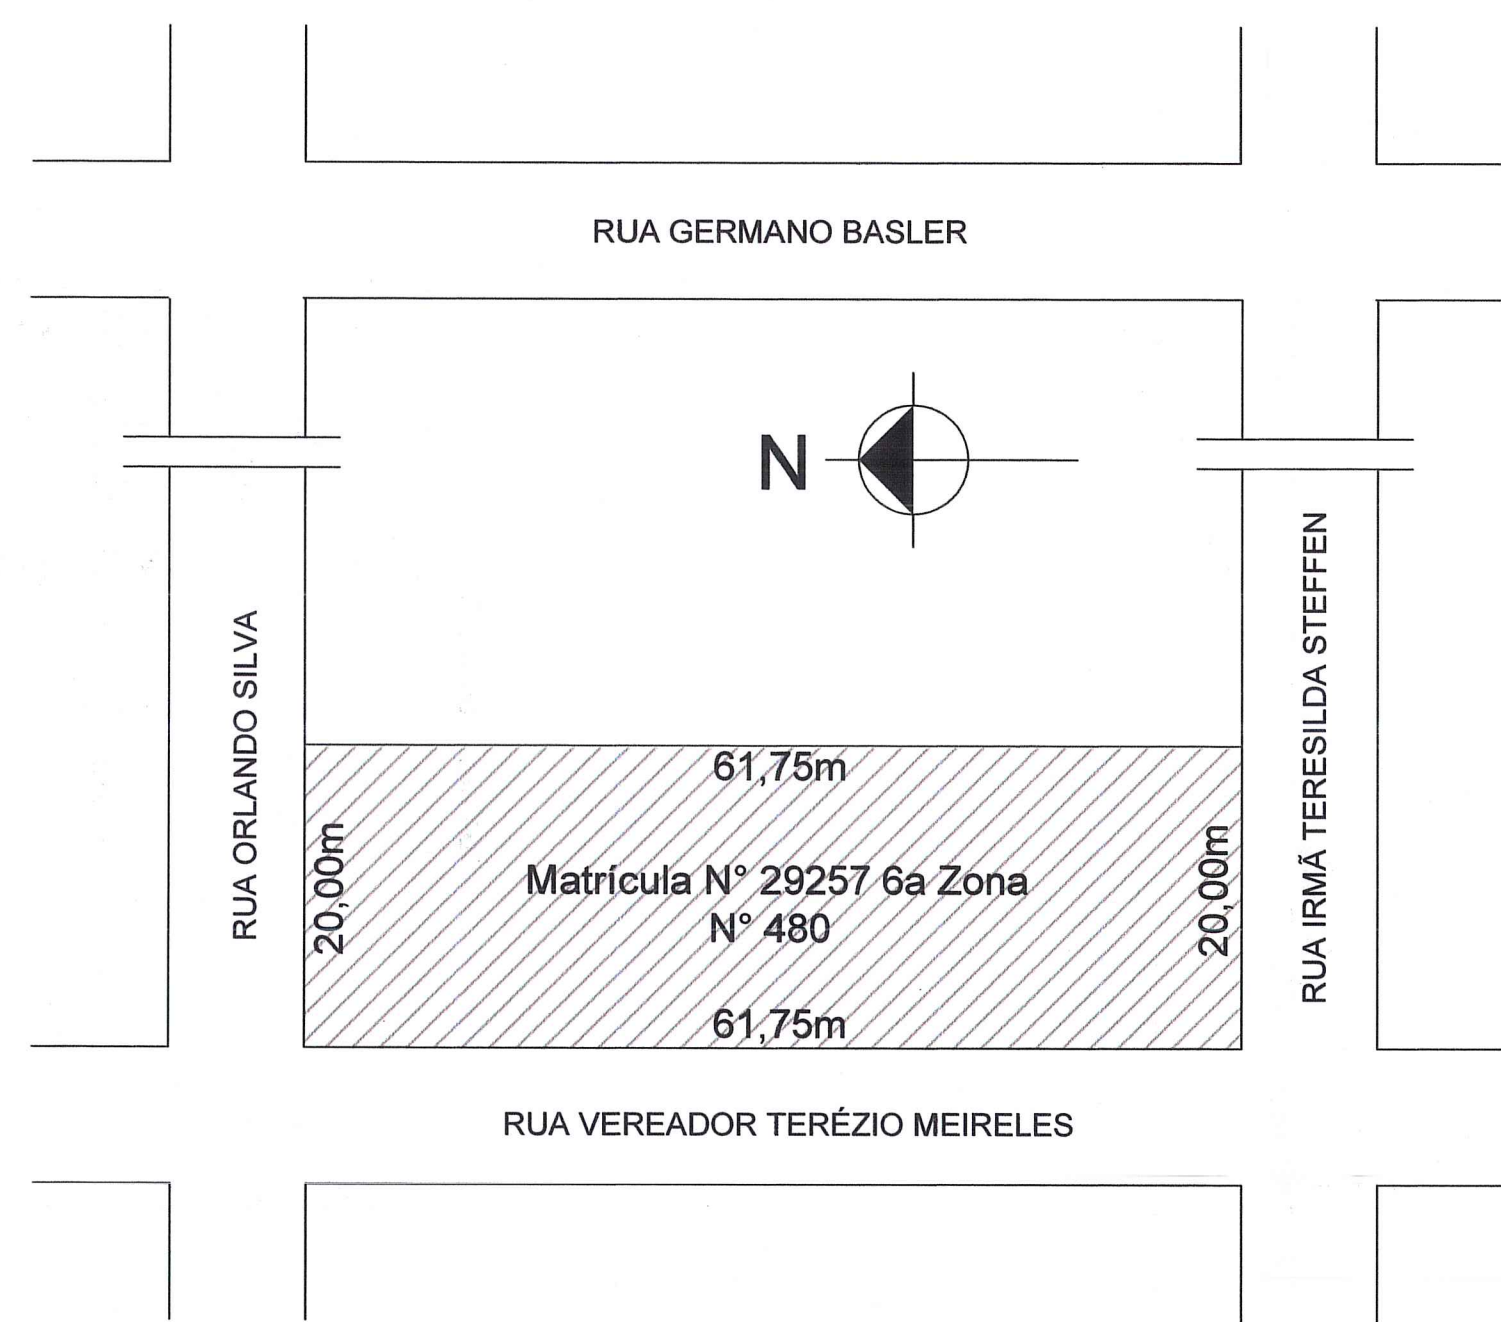 RUA GERMANO BASLER
N
RUA ORLANDO SILVA
RUA IRMÃ TERESILDA STEFFEN
61,75m
20,00m
Matrícula N° 29257 6a Zona
N° 480
20,00m
61,75m
RUA VEREADOR TERÉZIO MEIRELES